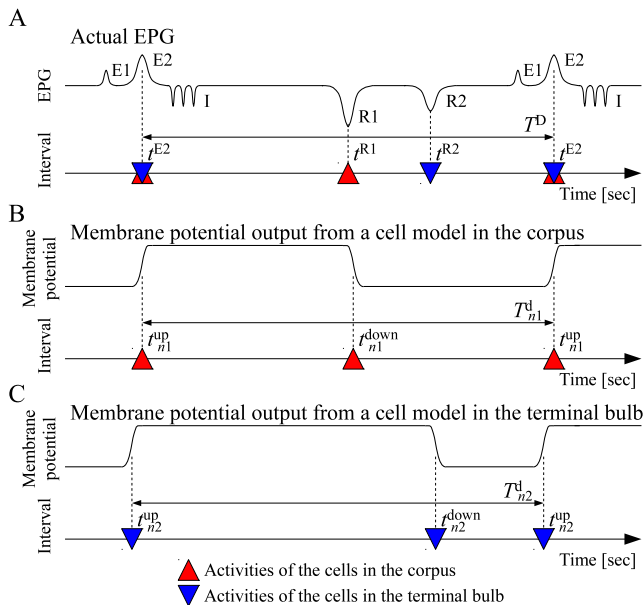 A
Actual EPG
EPG
E1
E2
I
R1
R2
E1
E2
I
T^D
Interval
t^E2
t^R1
t^R2
t^E2
Time [sec]
B
Membrane potential output from a cell model in the corpus
Membrane potential
T^d_n1
Interval
t^up_n1
t^down_n1
t^up_n1
Time [sec]
C
Membrane potential output from a cell model in the terminal bulb
Membrane potential
T^d_n2
Interval
t^up_n2
t^down_n2
t^up_n2
Time [sec]
Activities of the cells in the corpus
Activities of the cells in the terminal bulb